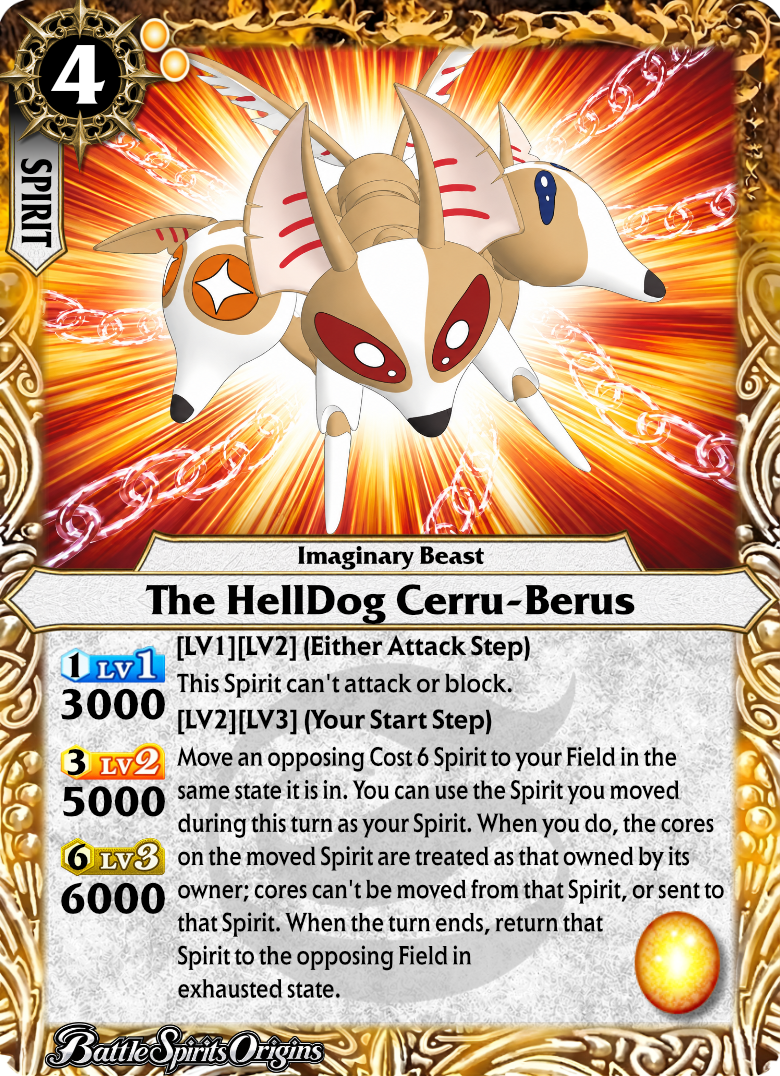 4
SPIRIT
Imaginary Beast
The HellDog Cerru-Berus
[LV1][LV2] (Either Attack Step)
1 LV1
This Spirit can't attack or block.
3000
[LV2][LV3] (Your Start Step)
3 LV2
Move an opposing Cost 6 Spirit to your Field in the
same state it is in. You can use the Spirit you moved
5000
during this turn as your Spirit. When you do, the cores
6 LV3
on the moved Spirit are treated as that owned by its
6000
owner; cores can't be moved from that Spirit, or sent to
that Spirit. When the turn ends, return that
Spirit to the opposing Field in
exhausted state.
Battle Spirits Origins